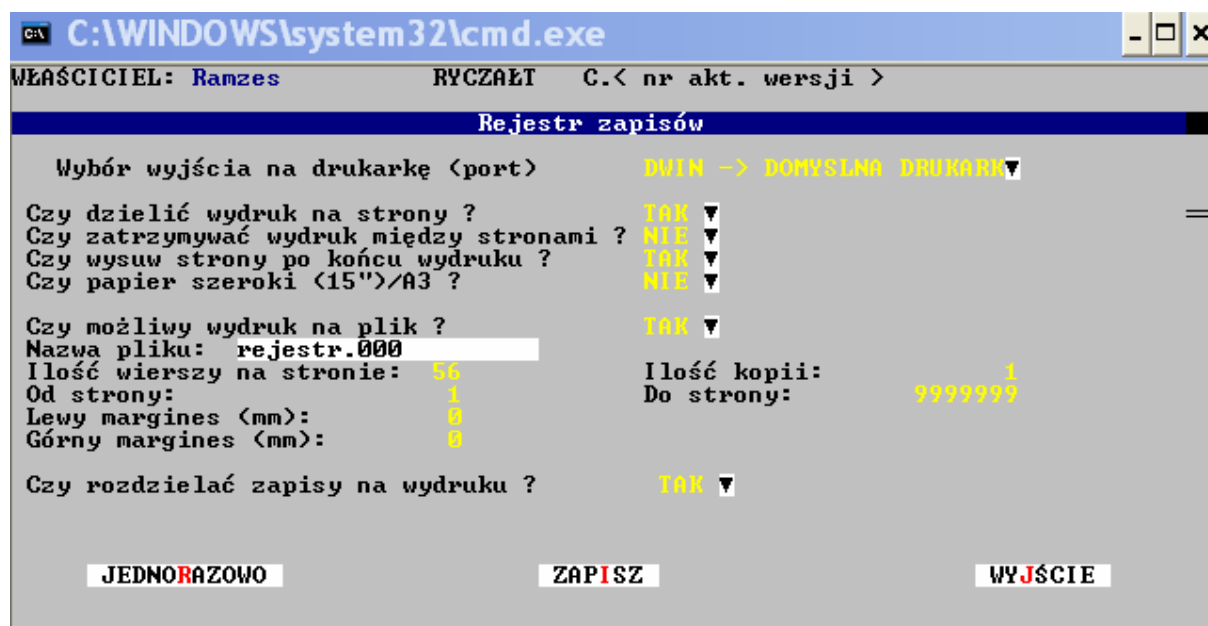 C:\WINDOWS\system32\cmd.exe
WŁAŚCICIEL: Ramzes RYCZAŁT C.< nr akt. wersji >
Rejestr zapisów
Wybór wyjścia na drukarkę (port) DWIN -> DOMYSLNA DRUKARK
Czy dzielić wydruk na strony ? TAK
Czy zatrzymywać wydruk między stronami ? NIE
Czy wysuw strony po końcu wydruku ? TAK
Czy papier szeroki (15")/A3 ? NIE
Czy możliwy wydruk na plik ? TAK
Nazwa pliku: rejestr.000
Ilość wierszy na stronie: 56 Ilość kopii: 1
Od strony: 1 Do strony: 9999999
Lewy margines (mm): 0
Górny margines (mm): 0
Czy rozdzielać zapisy na wydruku ? TAK
JEDNORAZOWO ZAPISZ WYJŚCIE